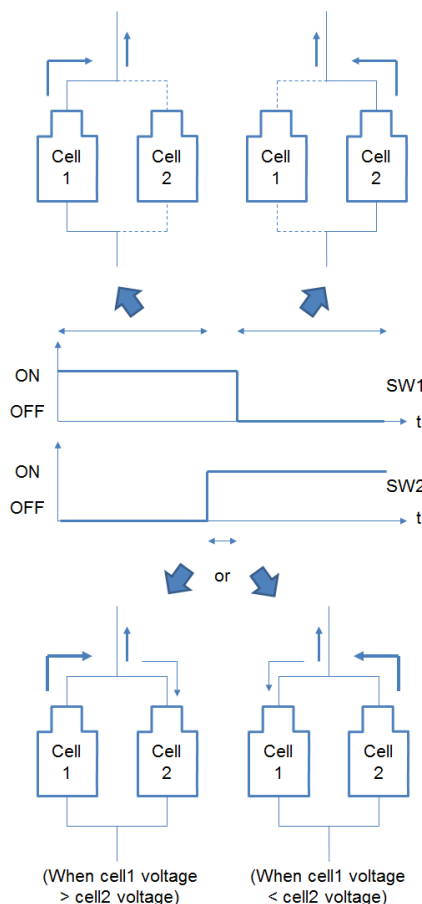 Cell
1
Cell
2
Cell
1
Cell
2
ON
OFF
SW1
t
ON
OFF
SW2
t
or
Cell
1
Cell
2
Cell
1
Cell
2
(When cell1 voltage
> cell2 voltage)
(When cell1 voltage
< cell2 voltage)